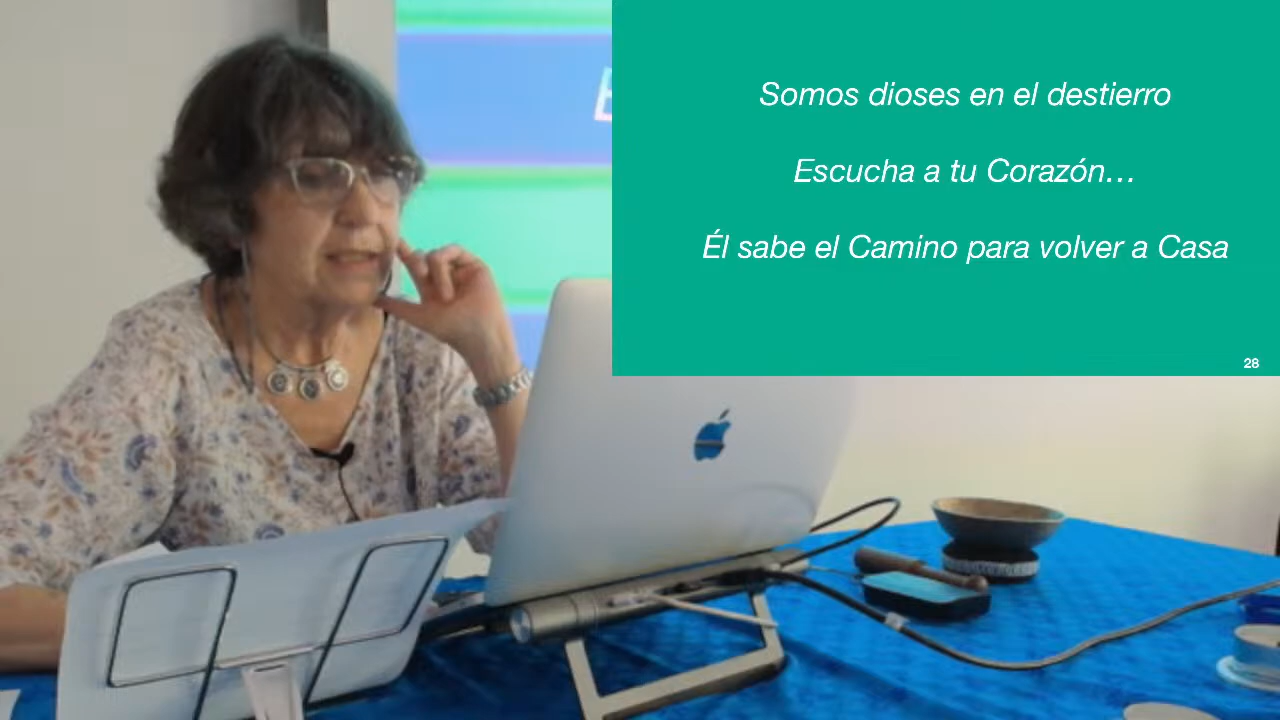 Somos dioses en el destierro
Escucha a tu Corazón…
Él sabe el Camino para volver a Casa
28